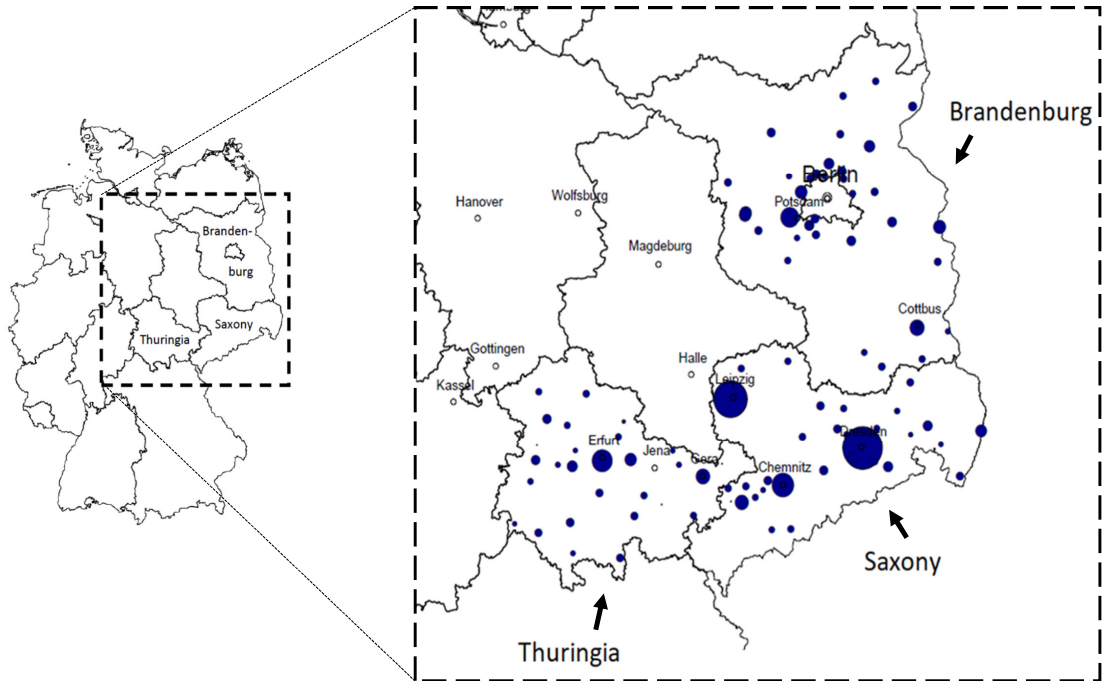 Branden-
burg
Saxony
Thuringia
Brandenburg
Berlin
Hanover
Wolfsburg
Potsdam
Magdeburg
Cottbus
Gottingen
Halle
Kassel
Leipzig
Erfurt
Jena
Gera
Dresden
Chemnitz
Saxony
Thuringia